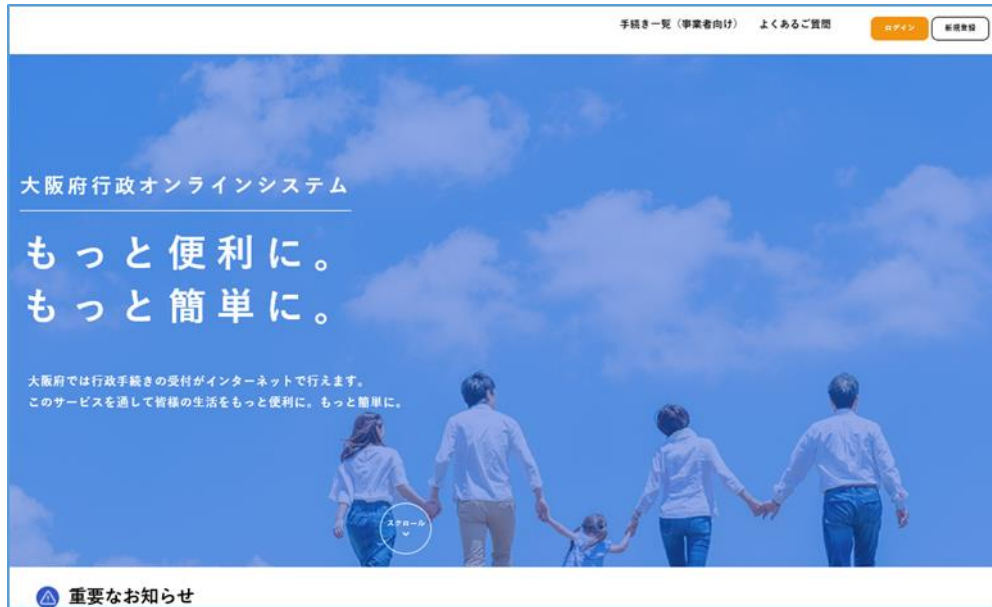 手続き一覧（事業者向け）　よくあるご質問　ログイン　新規登録
大阪府行政オンラインシステム
もっと便利に。
もっと簡単に。
大阪府では行政手続きの受付がインターネットで行えます。
このサービスを通して皆様の生活をもっと便利に。もっと簡単に。
スクロール
重要なお知らせ